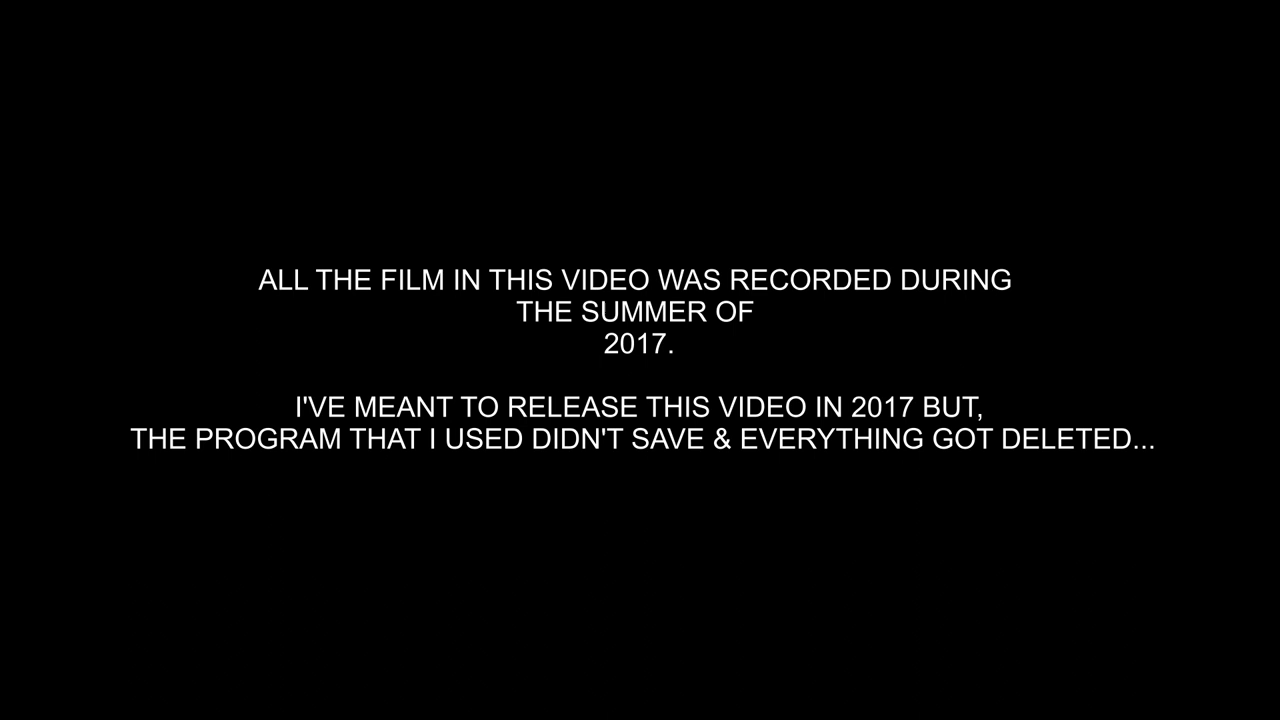 ALL THE FILM IN THIS VIDEO WAS RECORDED DURING
THE SUMMER OF
2017.
I'VE MEANT TO RELEASE THIS VIDEO IN 2017 BUT,
THE PROGRAM THAT I USED DIDN'T SAVE & EVERYTHING GOT DELETED...